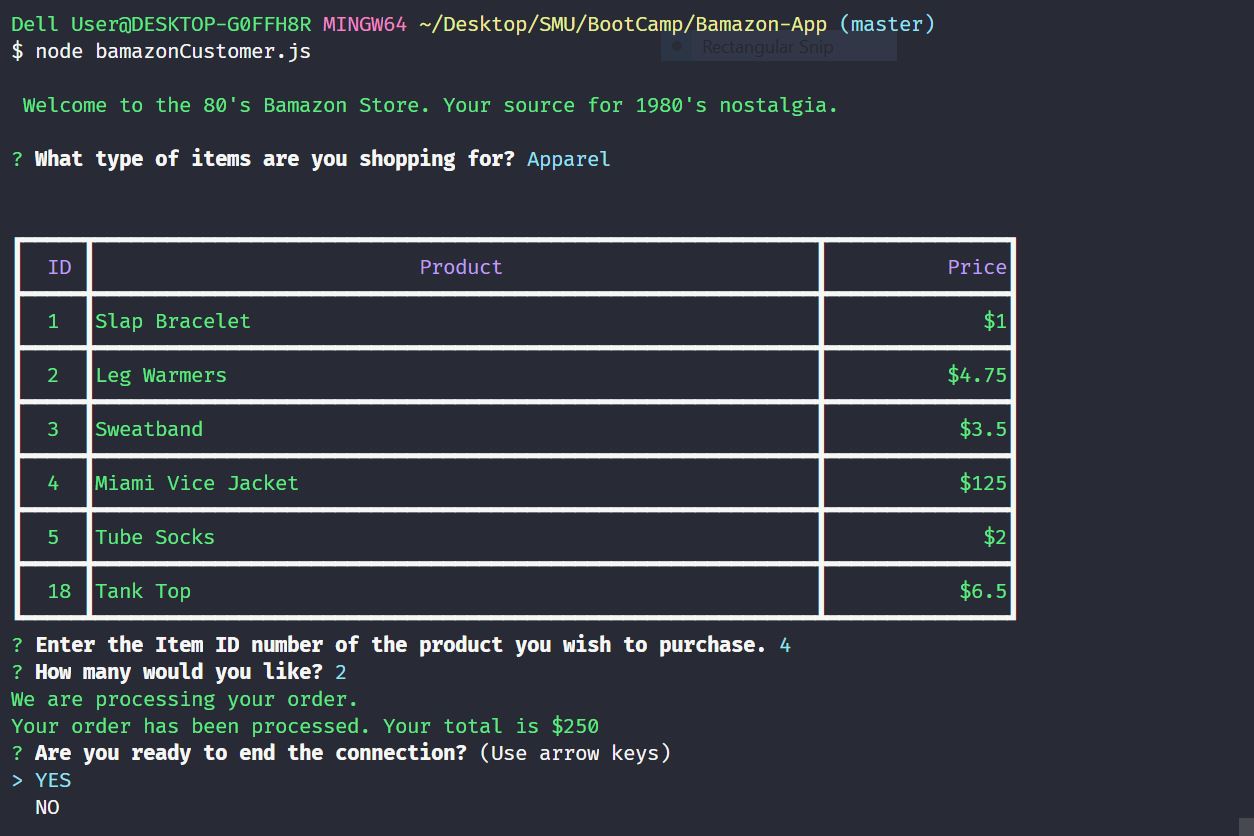 Dell User@DESKTOP-G0FFH8R MINGW64 ~/Desktop/SMU/BootCamp/Bamazon-App (master)
$ node bamazonCustomer.js
Rectangular Snip
Welcome to the 80's Bamazon Store. Your source for 1980's nostalgia.
? What type of items are you shopping for? Apparel
ID Product Price
1 Slap Bracelet $1
2 Leg Warmers $4.75
3 Sweatband $3.5
4 Miami Vice Jacket $125
5 Tube Socks $2
18 Tank Top $6.5
? Enter the Item ID number of the product you wish to purchase. 4
? How many would you like? 2
We are processing your order.
Your order has been processed. Your total is $250
? Are you ready to end the connection? (Use arrow keys)
> YES
NO